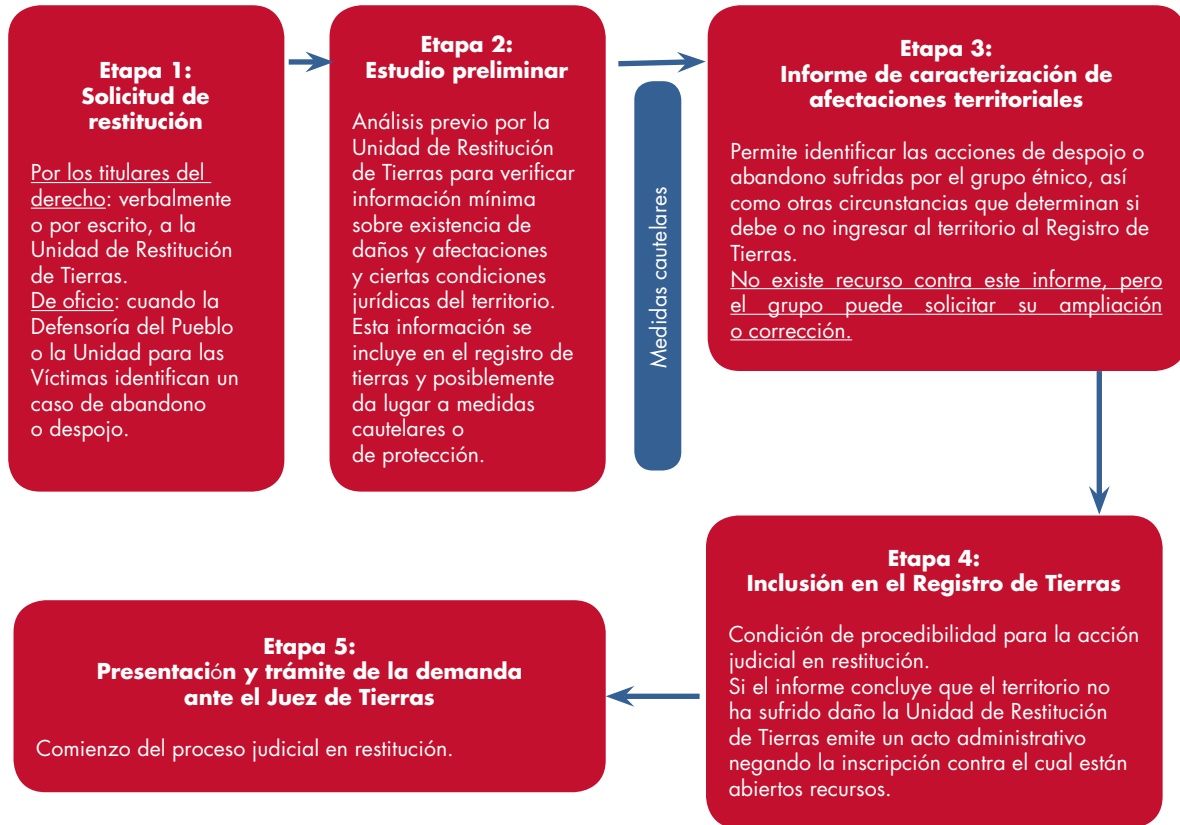 Etapa 1:
Solicitud de
restitución
Por los titulares del
derecho: verbalmente
o por escrito, a la
Unidad de Restitución
de Tierras.
De oficio: cuando la
Defensoría del Pueblo
o la Unidad para las
Víctimas identifican un
caso de abandono
o despojo.
Etapa 2:
Estudio preliminar
Análisis previo por la
Unidad de Restitución
de Tierras para verificar
información mínima
sobre existencia de
daños y afectaciones
y ciertas condiciones
jurídicas del territorio.
Esta información se
incluye en el registro de
tierras y posiblemente
da lugar a medidas
cautelares o
de protección.
Medidas cautelares
Etapa 3:
Informe de caracterización de
afectaciones territoriales
Permite identificar las acciones de despojo o
abandono sufridas por el grupo étnico, así
como otras circunstancias que determinan si
debe o no ingresar al territorio al Registro de
Tierras.
No existe recurso contra este informe, pero
el grupo puede solicitar su ampliación
o corrección.
Etapa 4:
Inclusión en el Registro de Tierras
Condición de procedibilidad para la acción
judicial en restitución.
Si el informe concluye que el territorio no
ha sufrido daño la Unidad de Restitución
de Tierras emite un acto administrativo
negando la inscripción contra el cual están
abiertos recursos.
Etapa 5:
Presentación y trámite de la demanda
ante el Juez de Tierras
Comienzo del proceso judicial en restitución.